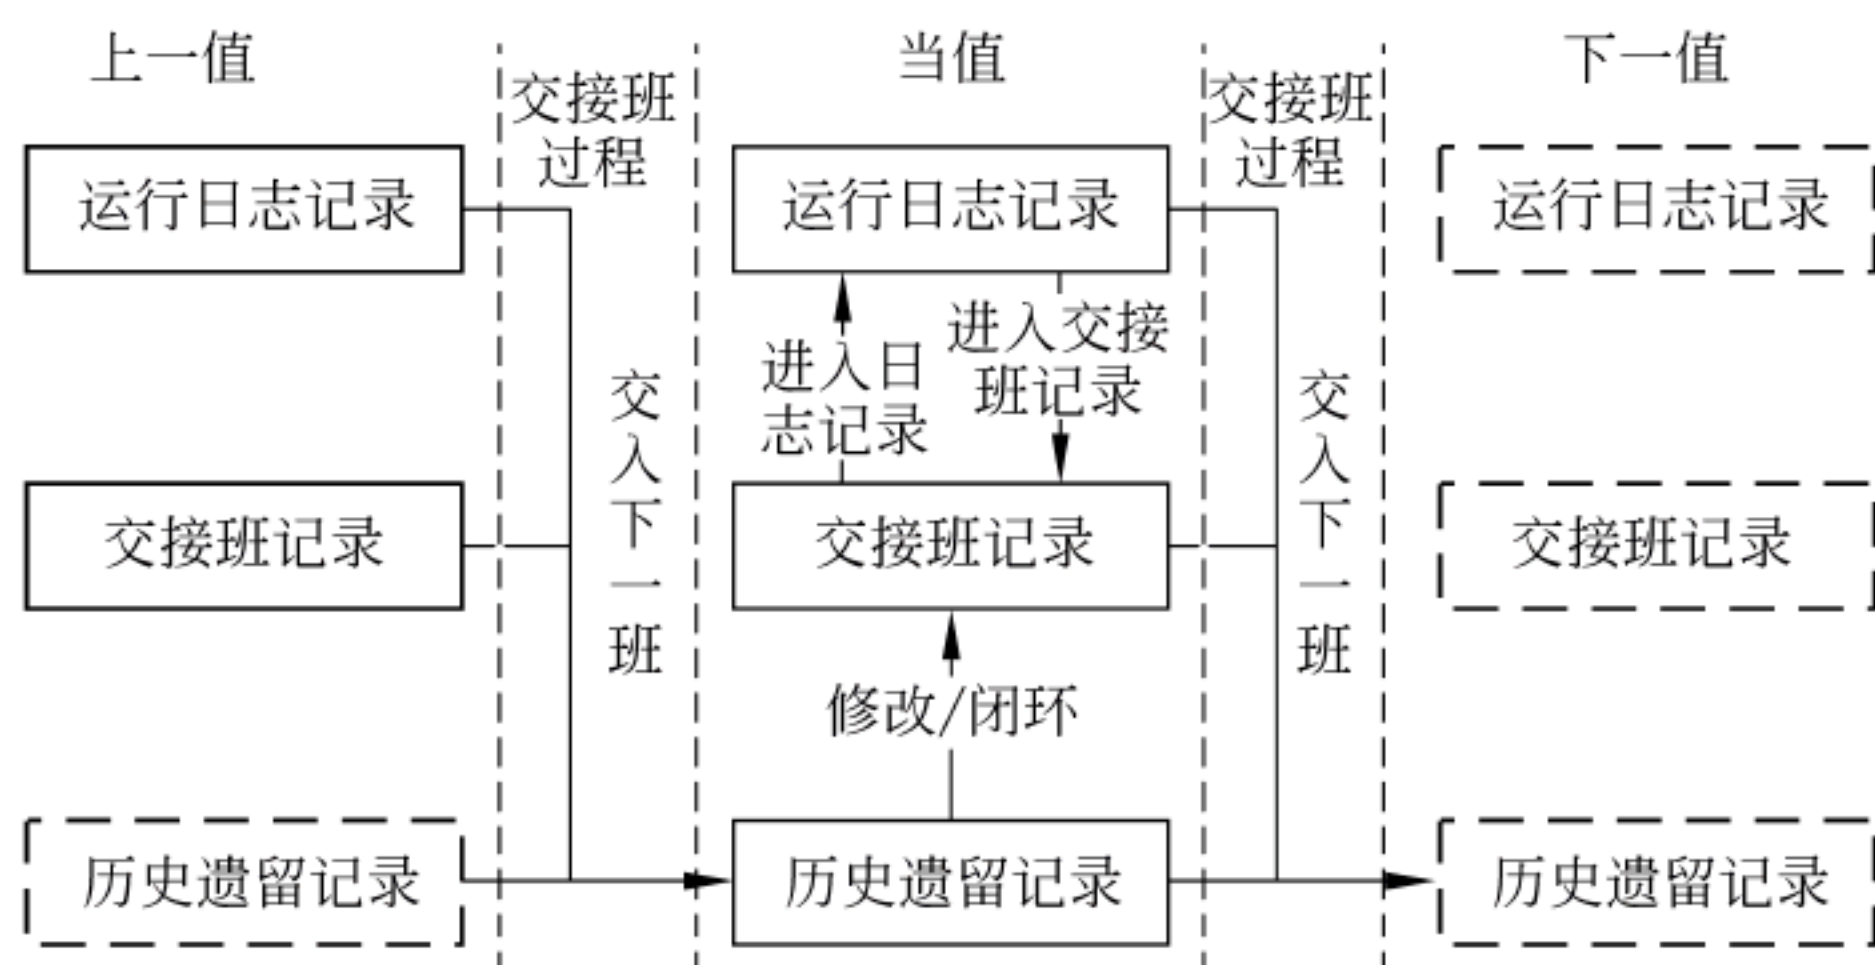 上一值
交接班
过程
当值
交接班
过程
下一值
运行日志记录
运行日志记录
运行日志记录
进入日
志记录
进入交接
班记录
交
入
下
一
班
交
入
下
一
班
交接班记录
交接班记录
交接班记录
修改/闭环
历史遗留记录
历史遗留记录
历史遗留记录